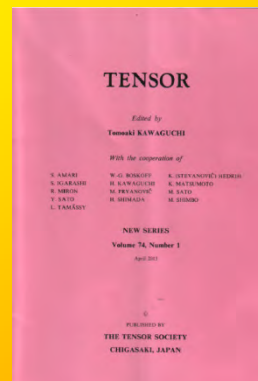 TENSOR
Edited by
Tomoaki KAWAGUCHI
With the cooperation of
S. AMARI W. G. BOSKOFF K. (STEVANOVIĆ) HEDRIH
S. IGARASHI H. KAWAGUCHI K. MATSUMOTO
R. MIRON M. PRVANOVIĆ M. SATO
Y. SATO H. SHIMADA M. SHIMBO
L. TAMÁSSY
NEW SERIES
Volume 74, Number 1
April 2013
©
PUBLISHED BY
THE TENSOR SOCIETY
CHIGASAKI, JAPAN